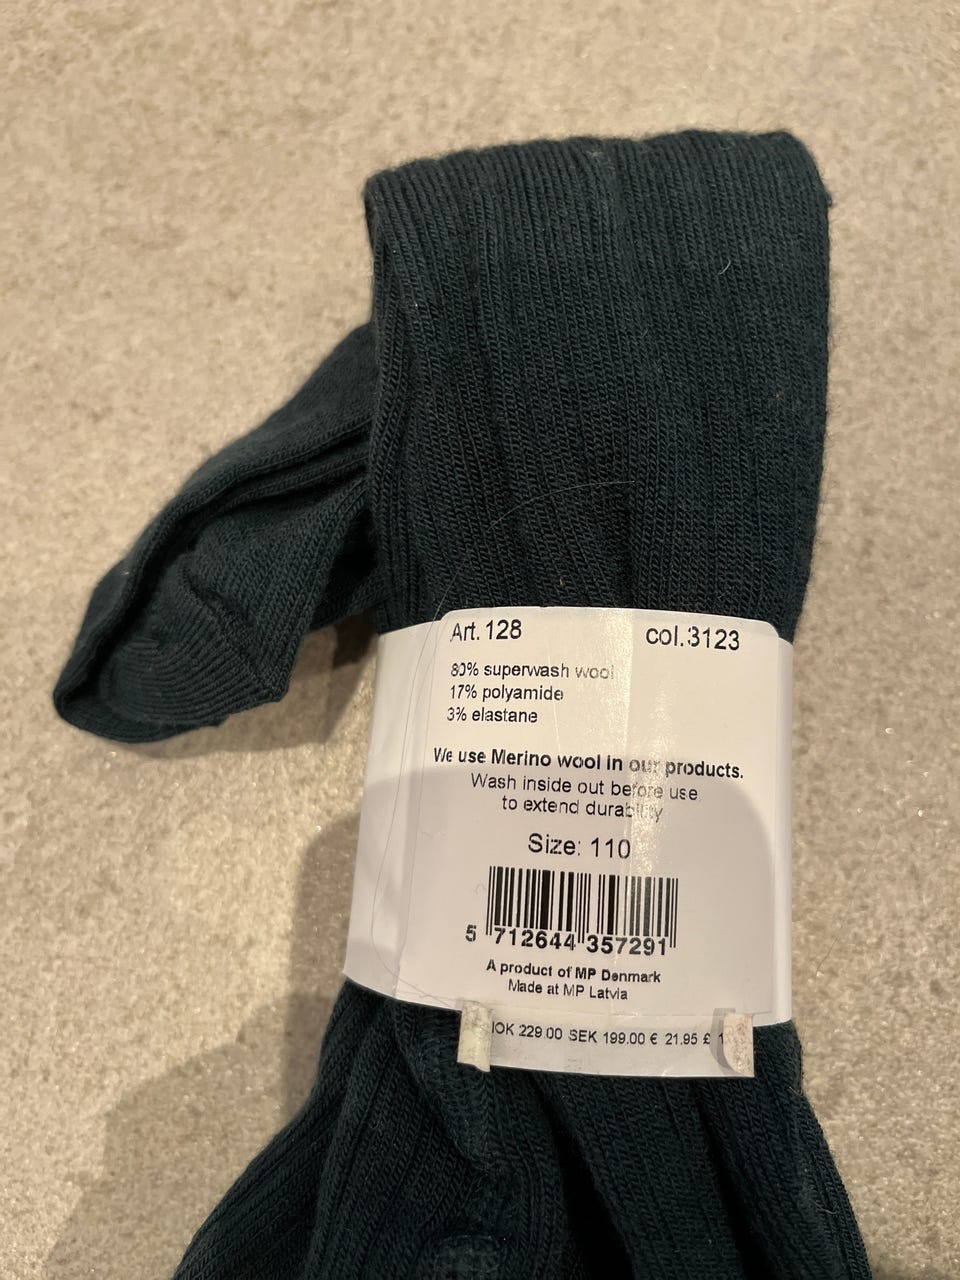 Art. 128 col.3123
80% superwash wool
17% polyamide
3% elastane
We use Merino wool in our products.
Wash inside out before use
to extend durability
Size: 110
5 712644 357291
A product of MP Denmark
Made at MP Latvia
229.00 SEK 199.00 € 21.95 £